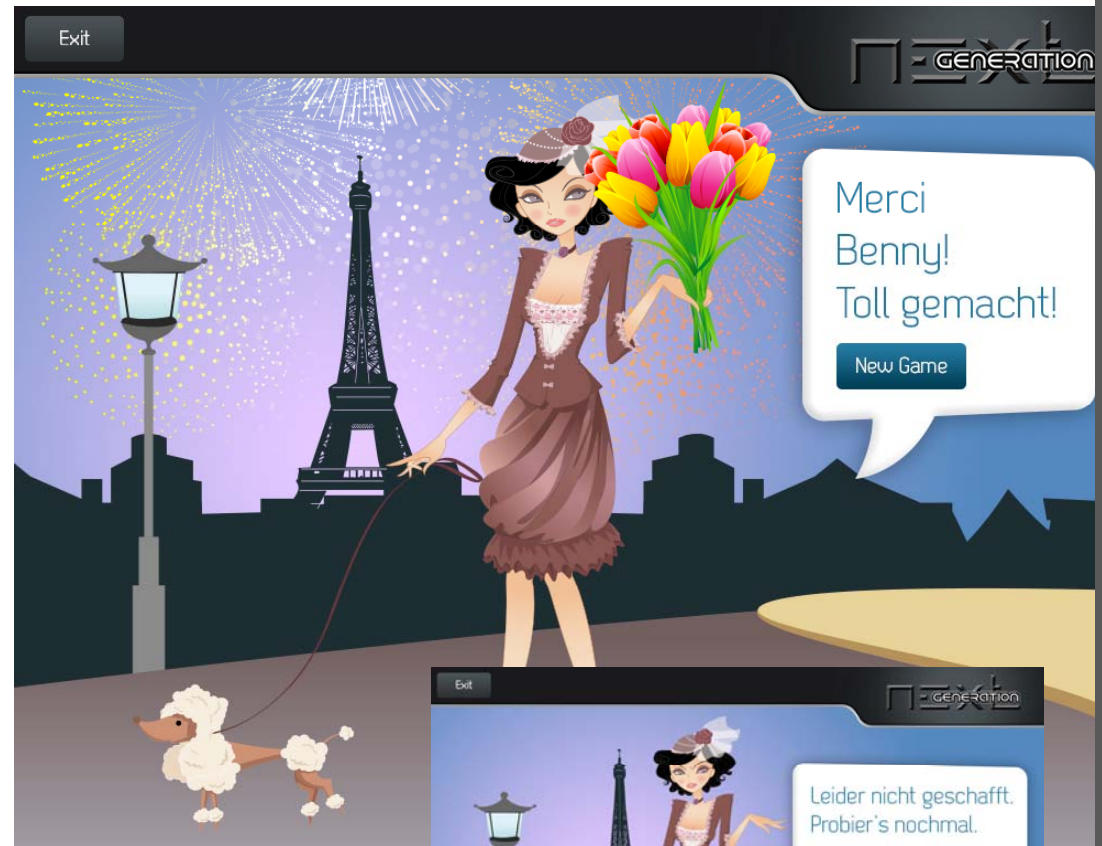 Exit
next
GENERATION
Merci
Benny!
Toll gemacht!
New Game
Exit
next
GENERATION
Leider nicht geschafft.
Probier's nochmal.